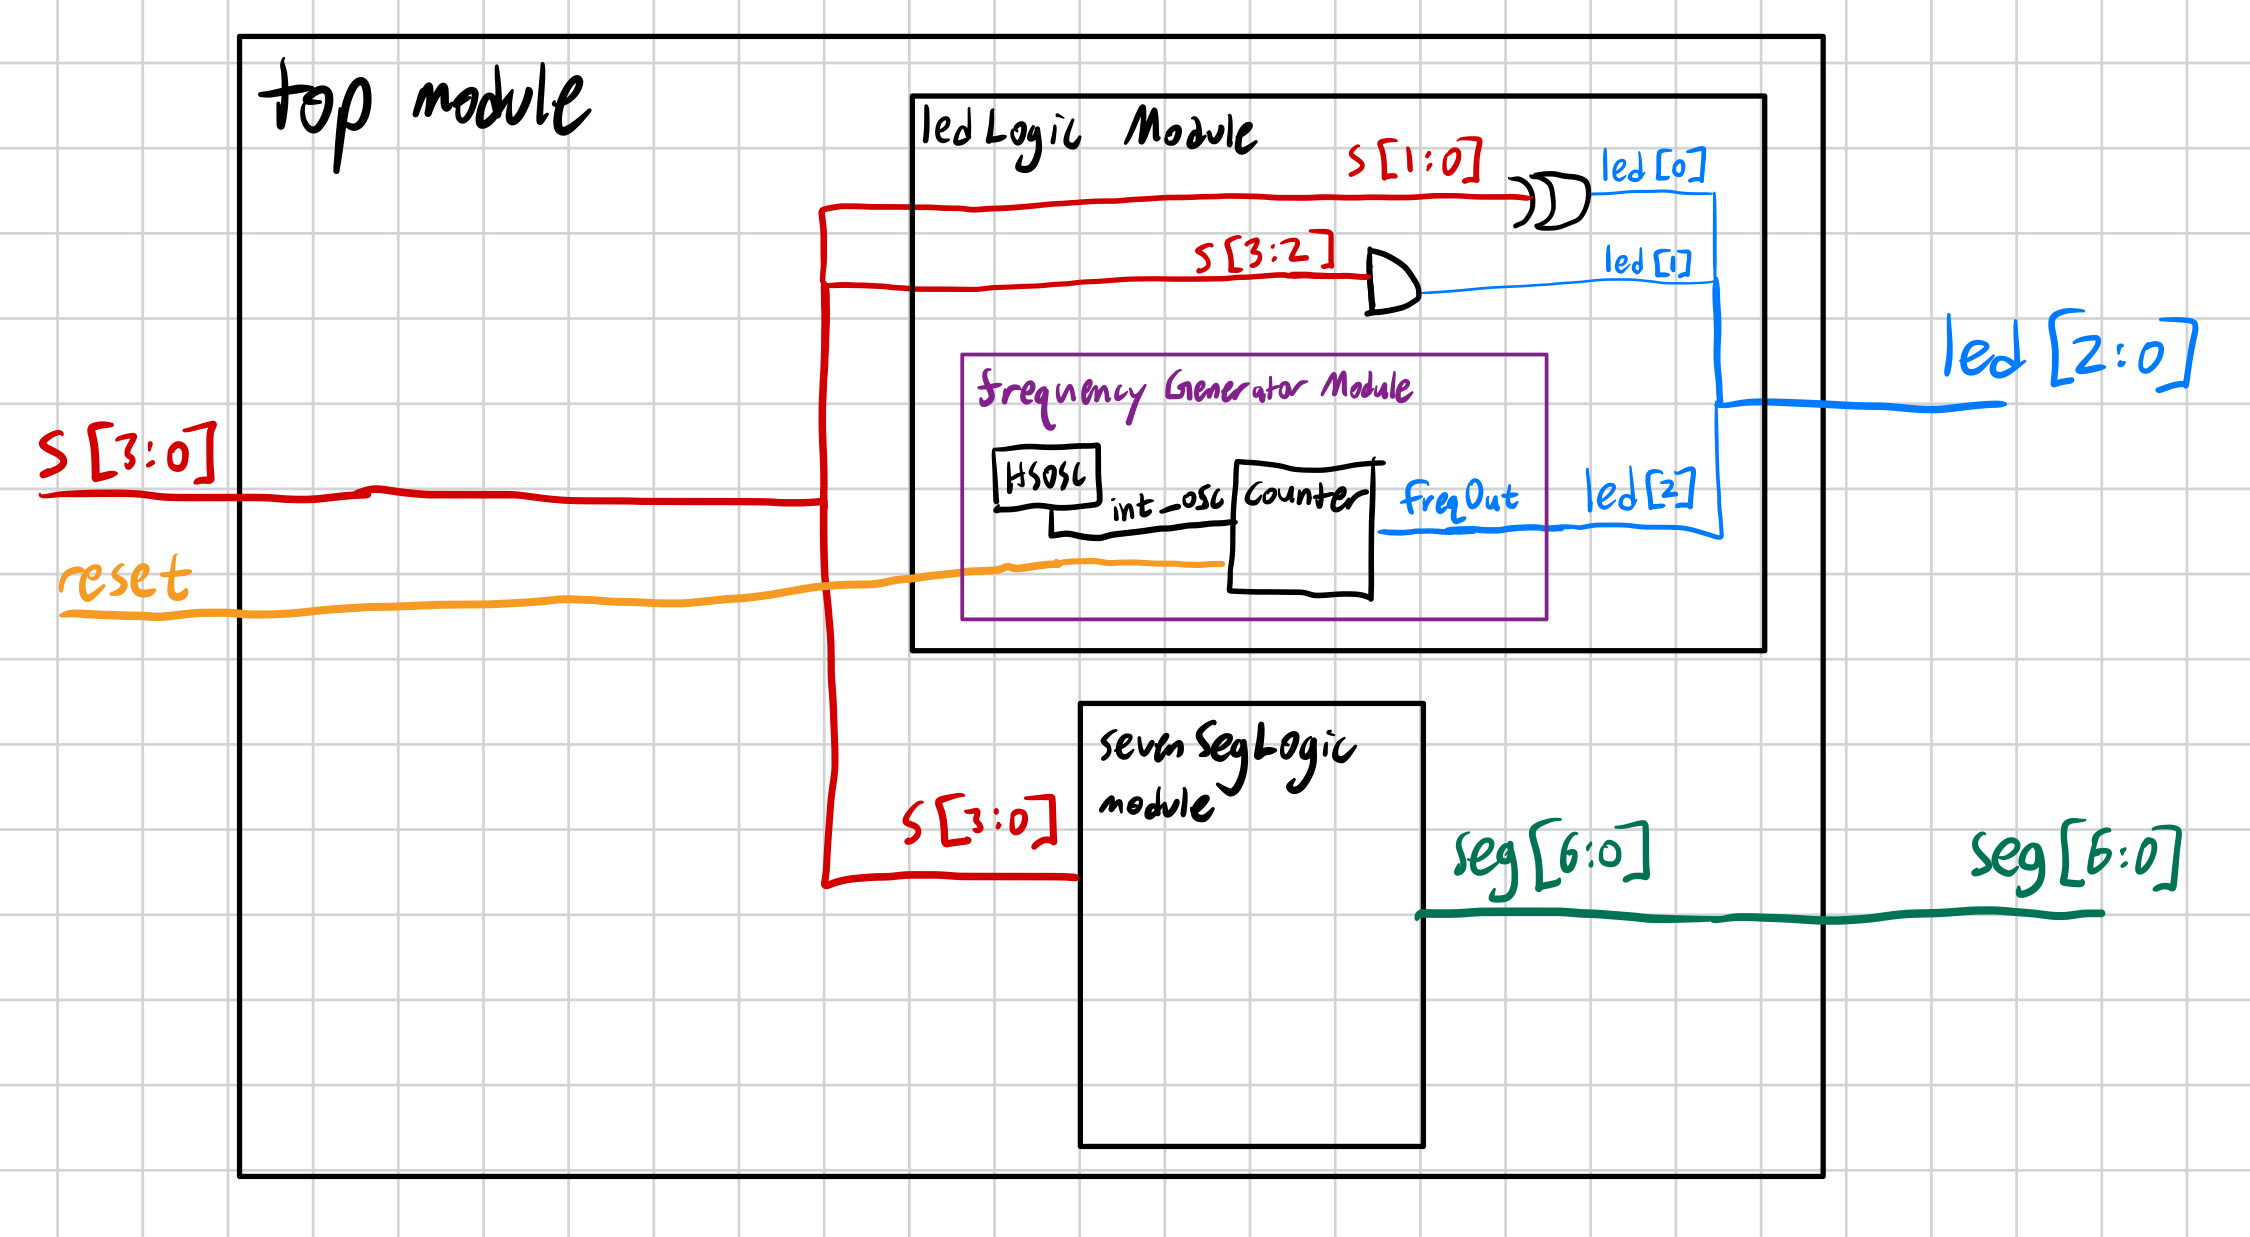 top module
led Logic Module
s[1:0]
led[0]
s[3:2]
led[1]
led[2:0]
frequency Generator Module
s[3:0]
HSOSC
int_osc
counter
freqOut
led[2]
reset
seven SegLogic
module
s[3:0]
seg[6:0]
seg[6:0]